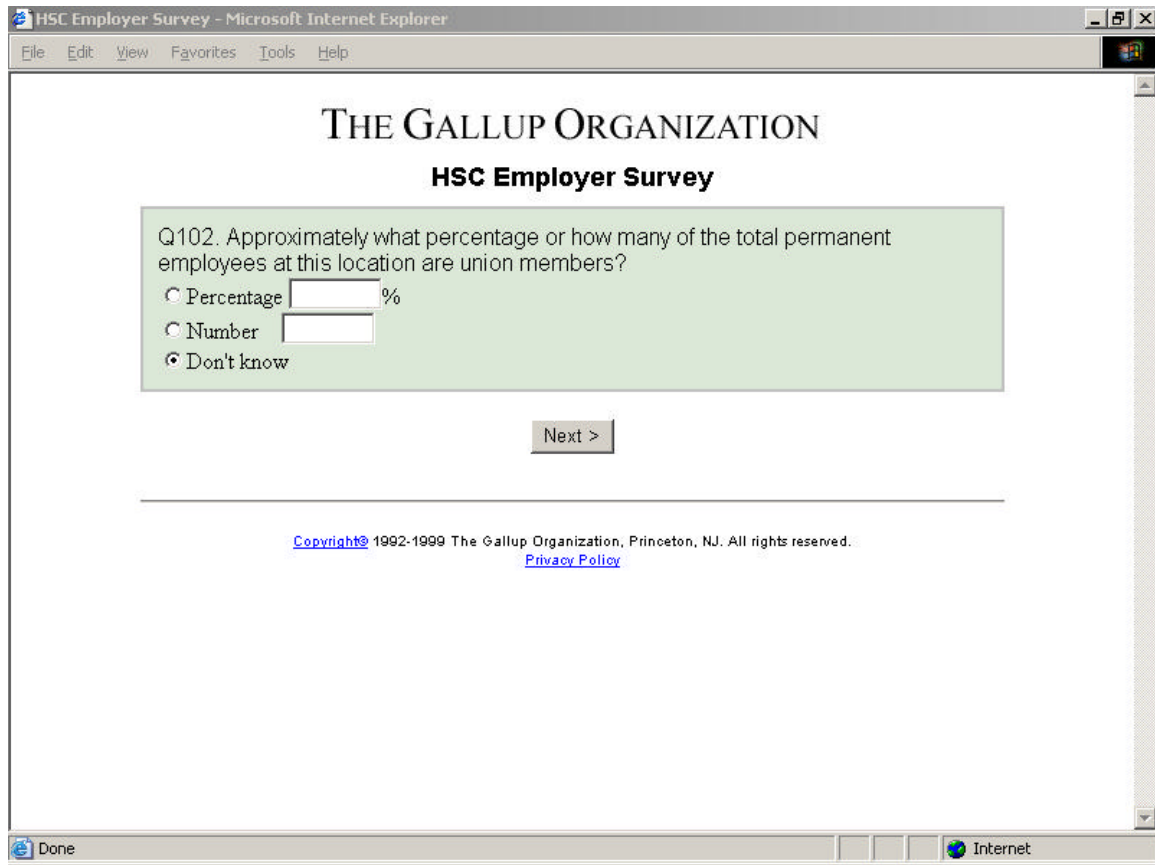 HSC Employer Survey - Microsoft Internet Explorer
File Edit View Favorites Tools Help
THE GALLUP ORGANIZATION
HSC Employer Survey
Q102. Approximately what percentage or how many of the total permanent
employees at this location are union members?
Percentage %
Number
Don't know
Next >
Copyright® 1992-1999 The Gallup Organization, Princeton, NJ. All rights reserved.
Privacy Policy
Done Internet